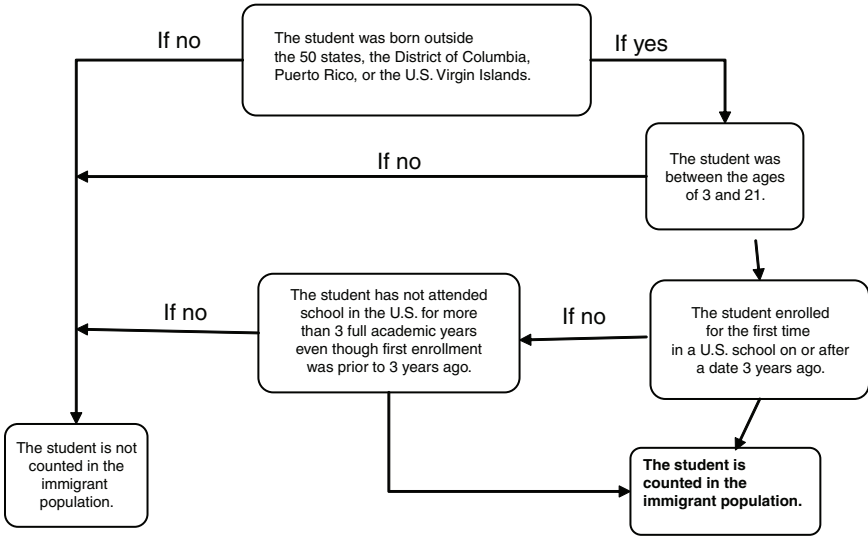 If no
The student was born outside
the 50 states, the District of Columbia,
Puerto Rico, or the U.S. Virgin Islands.
If yes
If no
The student was
between the ages
of 3 and 21.
If no
The student has not attended
school in the U.S. for more
than 3 full academic years
even though first enrollment
was prior to 3 years ago.
If no
The student enrolled
for the first time
in a U.S. school on or after
a date 3 years ago.
The student is not
counted in the
immigrant
population.
The student is
counted in the
immigrant population.